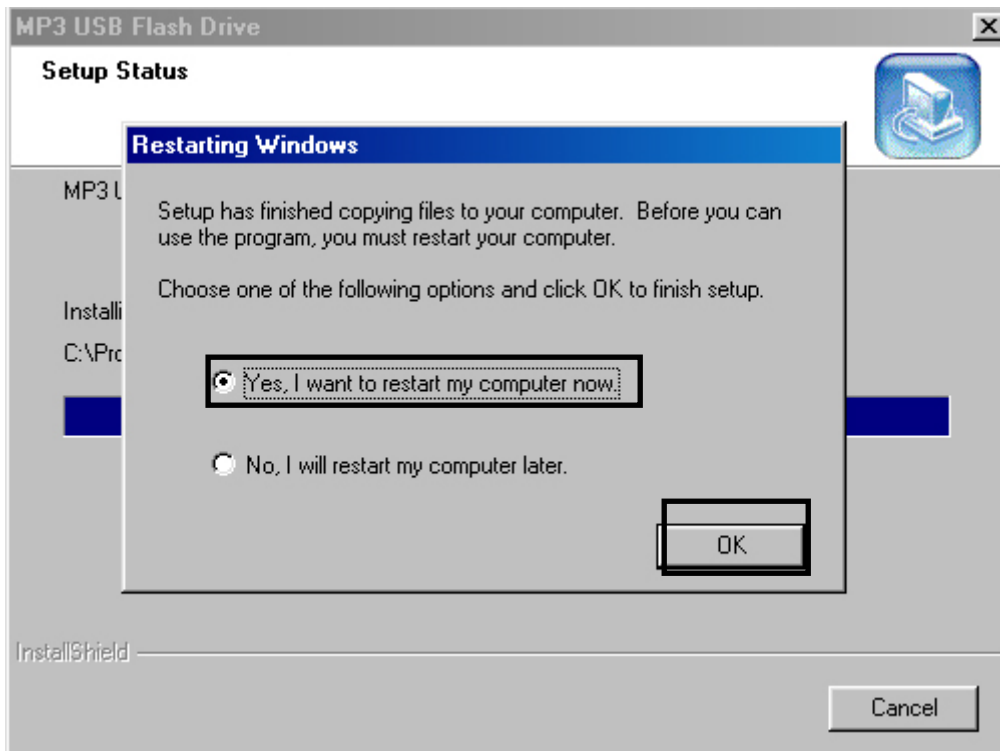 MP3 USB Flash Drive
Setup Status
Restarting Windows
MP3 U
Setup has finished copying files to your computer.  Before you can
use the program, you must restart your computer.
Choose one of the following options and click OK to finish setup.
Installi
C:\Pro
Yes, I want to restart my computer now.
No, I will restart my computer later.
OK
InstallShield
Cancel